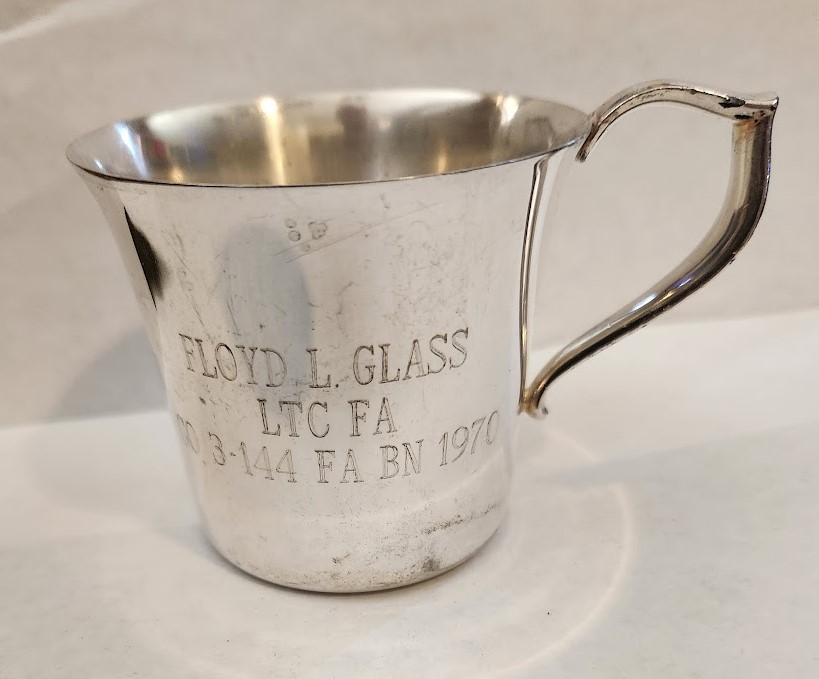 FLOYD L. GLASS
LTC FA
3-144 FA BN 1970